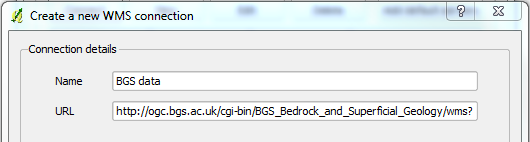 Create a new WMS connection
Connection details
Name BGS data
URL http://ogc.bgs.ac.uk/cgi-bin/BGS_Bedrock_and_Superficial_Geology/wms?